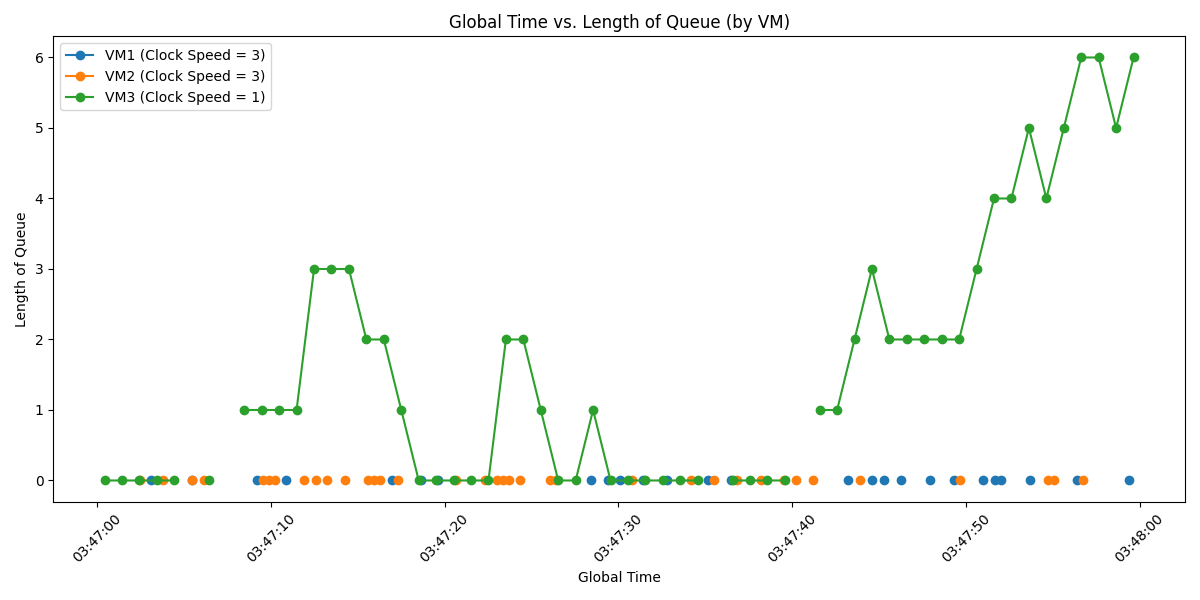 Global Time vs. Length of Queue (by VM)
VM1 (Clock Speed = 3)
VM2 (Clock Speed = 3)
VM3 (Clock Speed = 1)
Length of Queue
6
5
4
3
2
1
0
03:47:00
03:47:10
03:47:20
03:47:30
03:47:40
03:47:50
03:48:00
Global Time